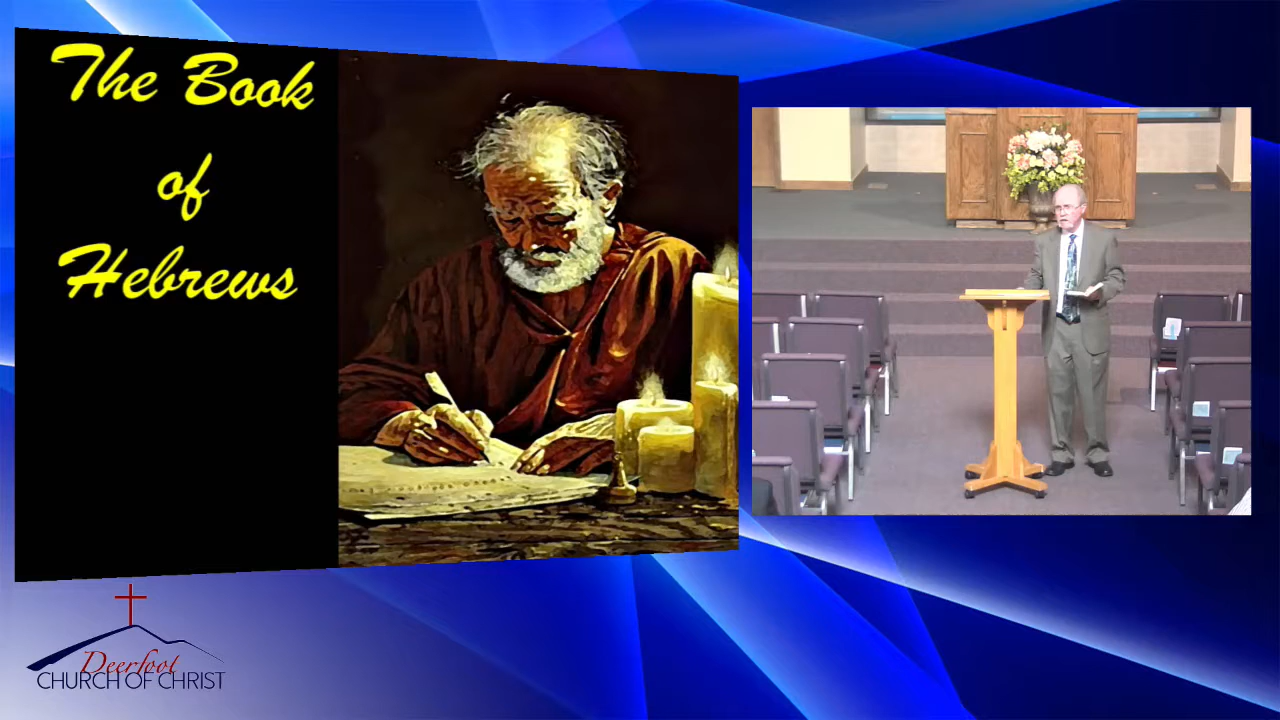 The Book
of
Hebrews
Deerfoot
CHURCH OF CHRIST